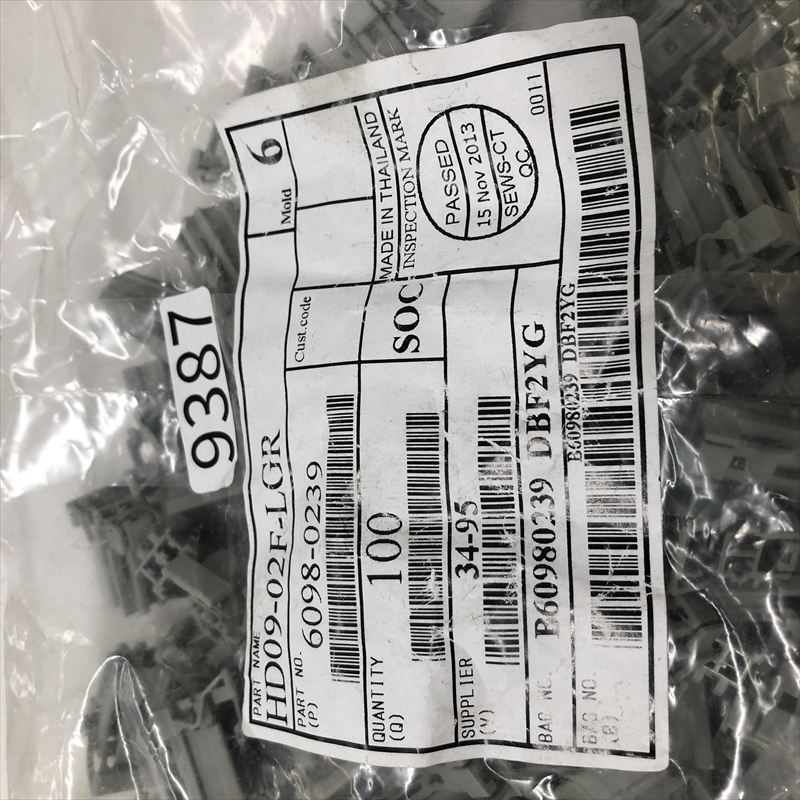 9387
PART NAME
HD09-02F-LGR
Mold 6
PART NO.
(P)
6098-0239
Cust.code
QUANTITY
(Q)
100
SOC
MADE IN THAILAND
INSPECTION MARK
PASSED
15 Nov 2013
SEWS-CT
QC
0011
SUPPLIER
(V)
34-95
BAG NO.
P60980239 DBF2YG
BAG NO.
(B)
B60980239 DBF2YG